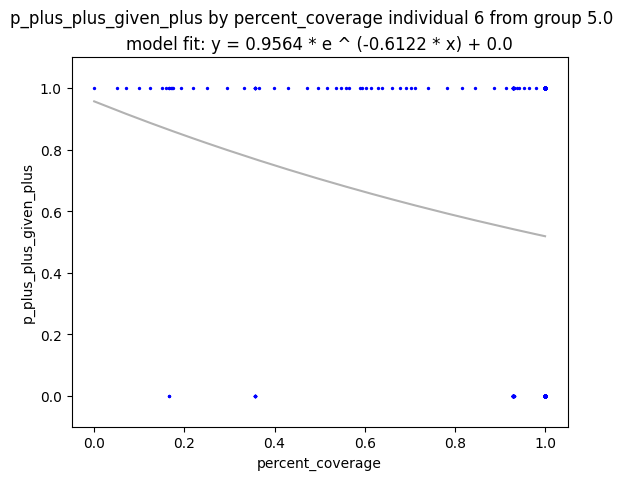 p_plus_plus_given_plus by percent_coverage individual 6 from group 5.0
model fit: y = 0.9564 * e ^ (-0.6122 * x) + 0.0
1.0
0.8
0.6
0.4
0.2
0.0
p_plus_plus_given_plus
0.0 0.2 0.4 0.6 0.8 1.0
percent_coverage